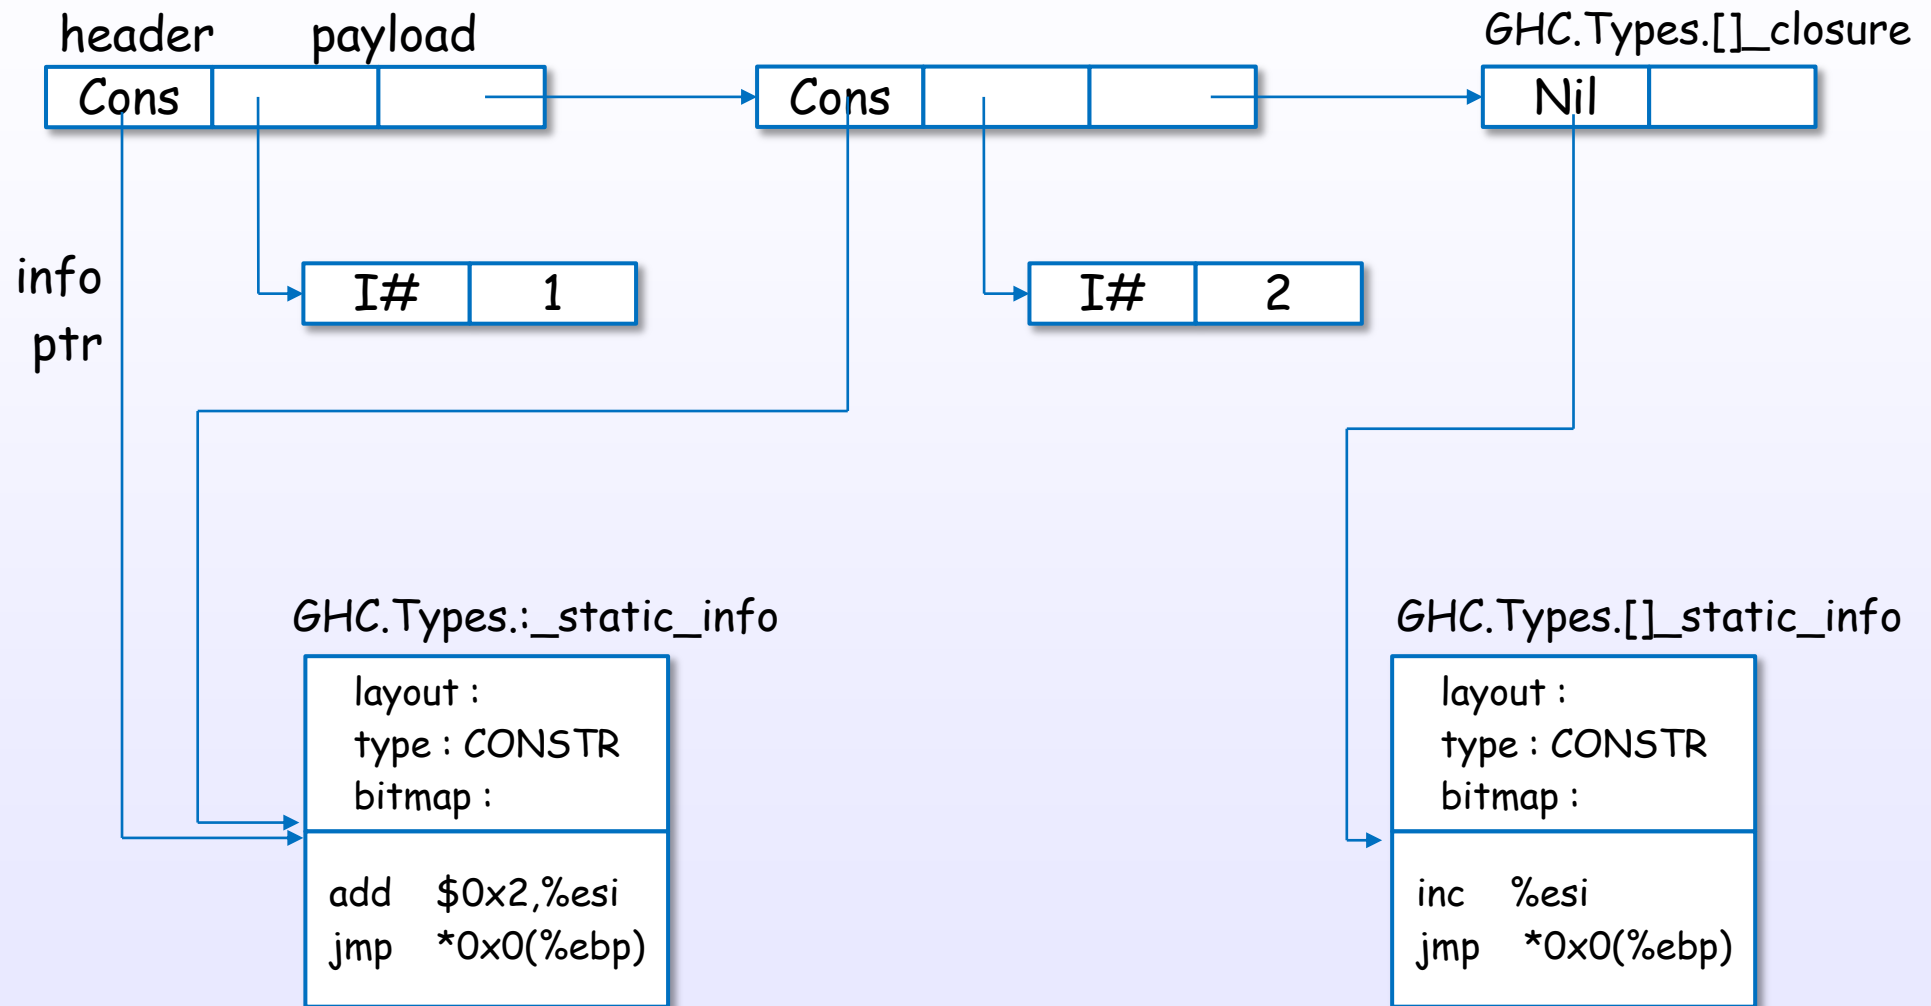 header payload GHC.Types.[]_closure
Cons Cons Nil
info
ptr
I# 1 I# 2
GHC.Types.:_static_info GHC.Types.[]_static_info
layout : layout :
type : CONSTR type : CONSTR
bitmap : bitmap :
add $0x2,%esi inc %esi
jmp *0x0(%ebp) jmp *0x0(%ebp)